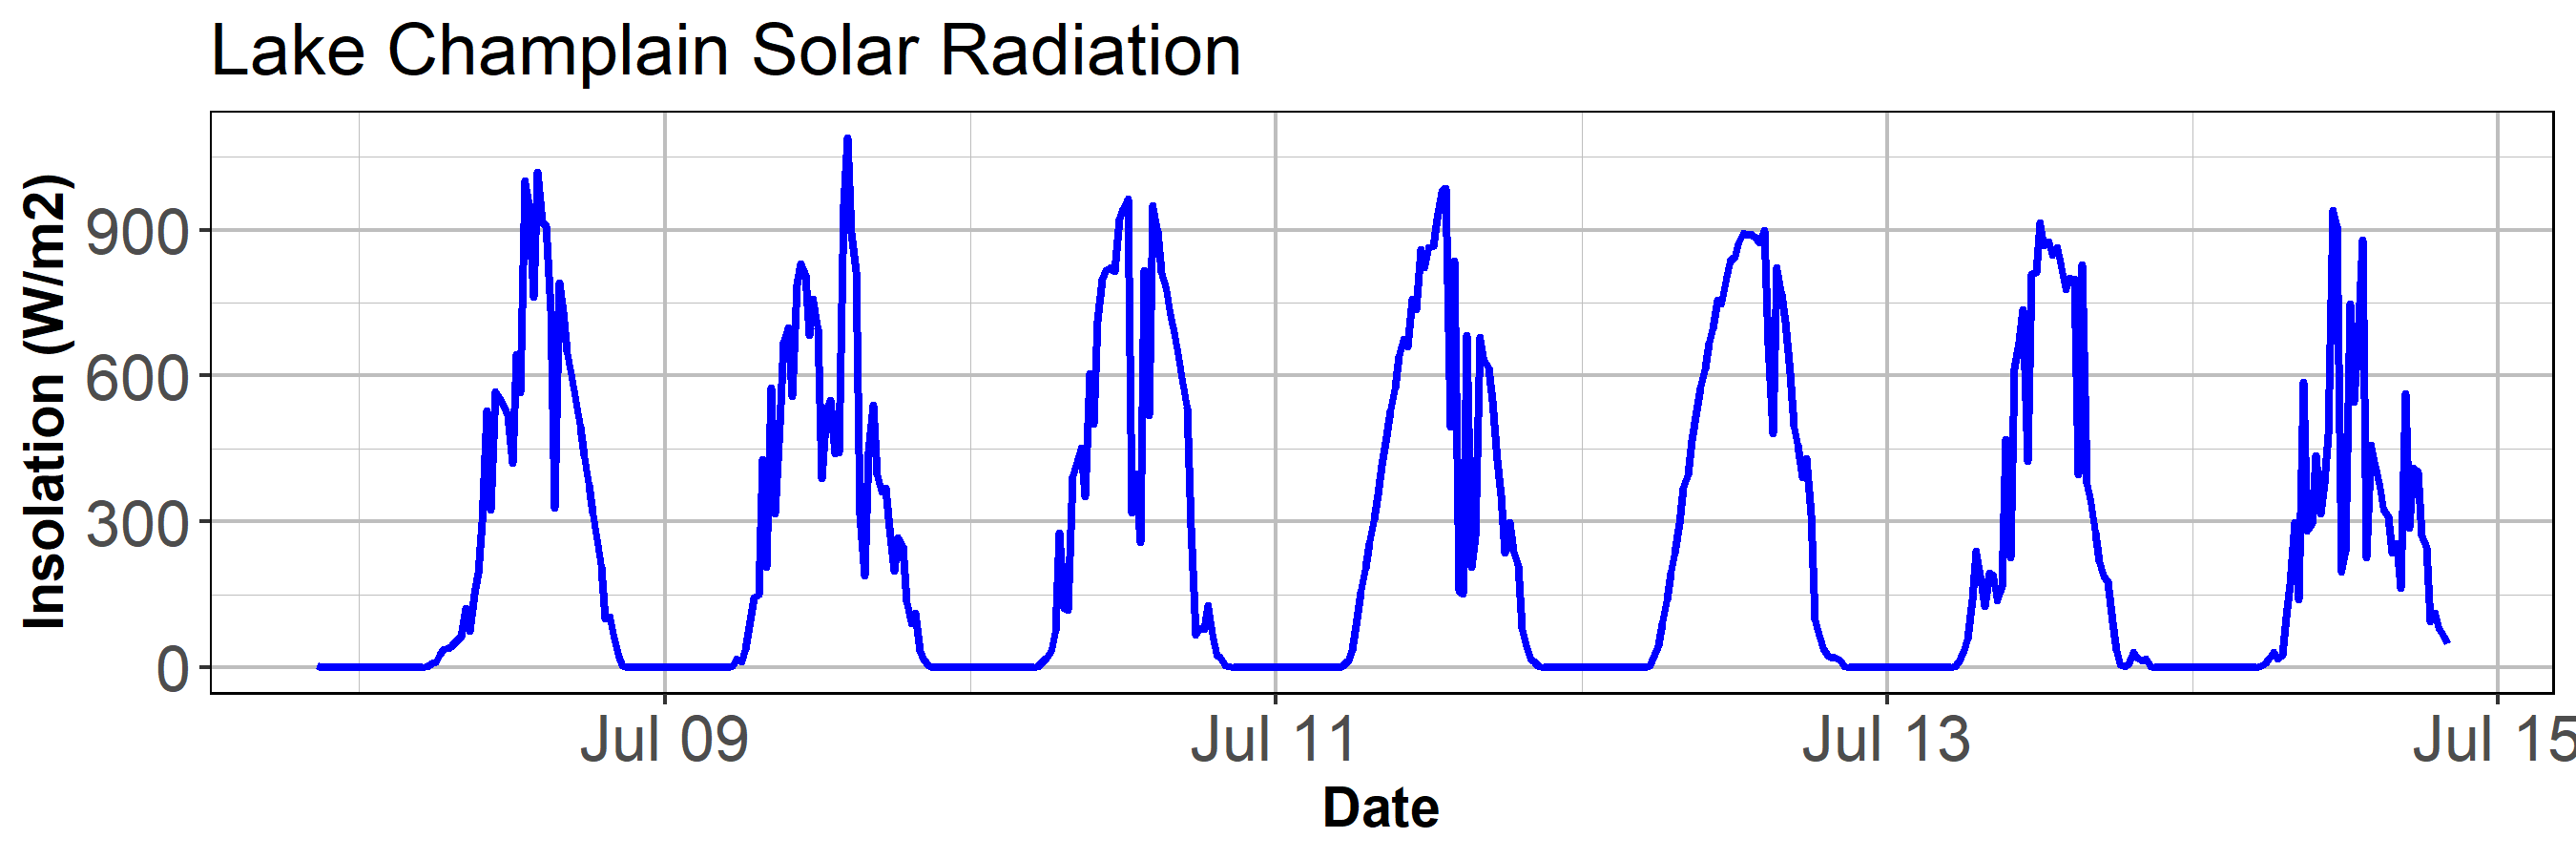 Lake Champlain Solar Radiation
Insolation (W/m2)
900
600
300
0
Jul 09 Jul 11 Jul 13 Jul 15
Date